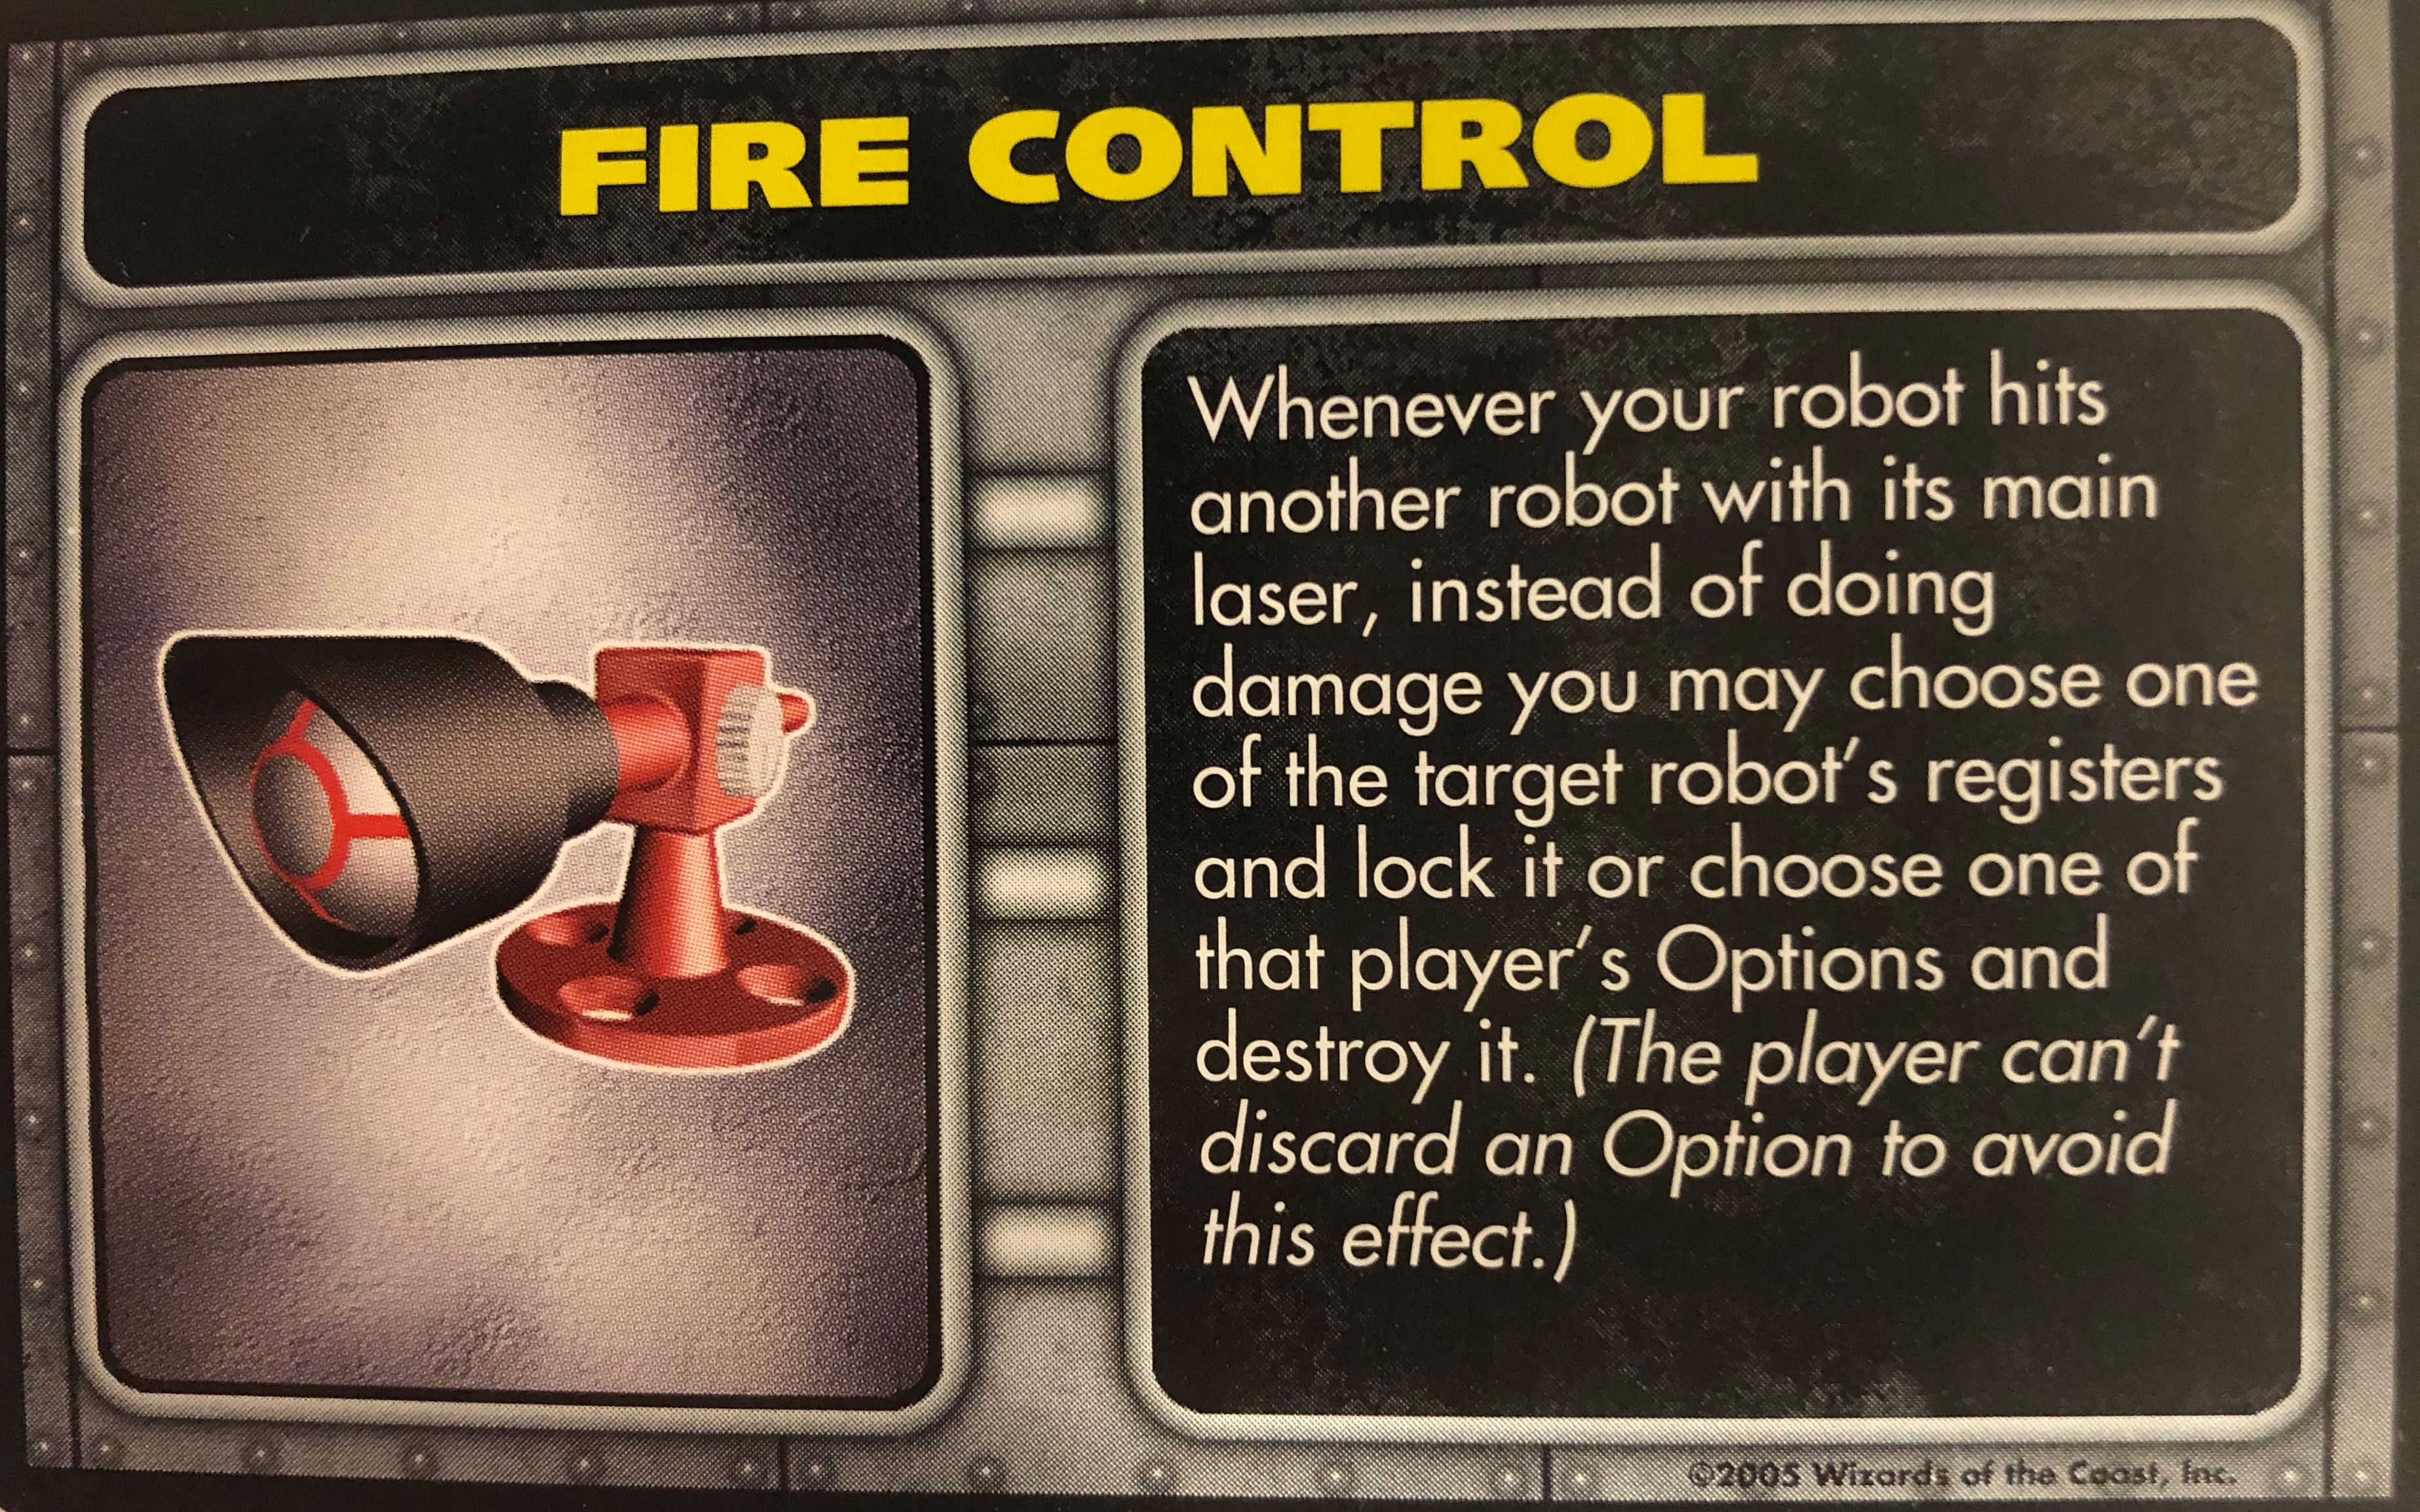 FIRE CONTROL
Whenever your robot hits
another robot with its main
laser, instead of doing
damage you may choose one
of the target robot's registers
and lock it or choose one of
that player's Options and
destroy it. (The player can't
discard an Option to avoid
this effect.)
©2005 Wizards of the Coast, Inc.